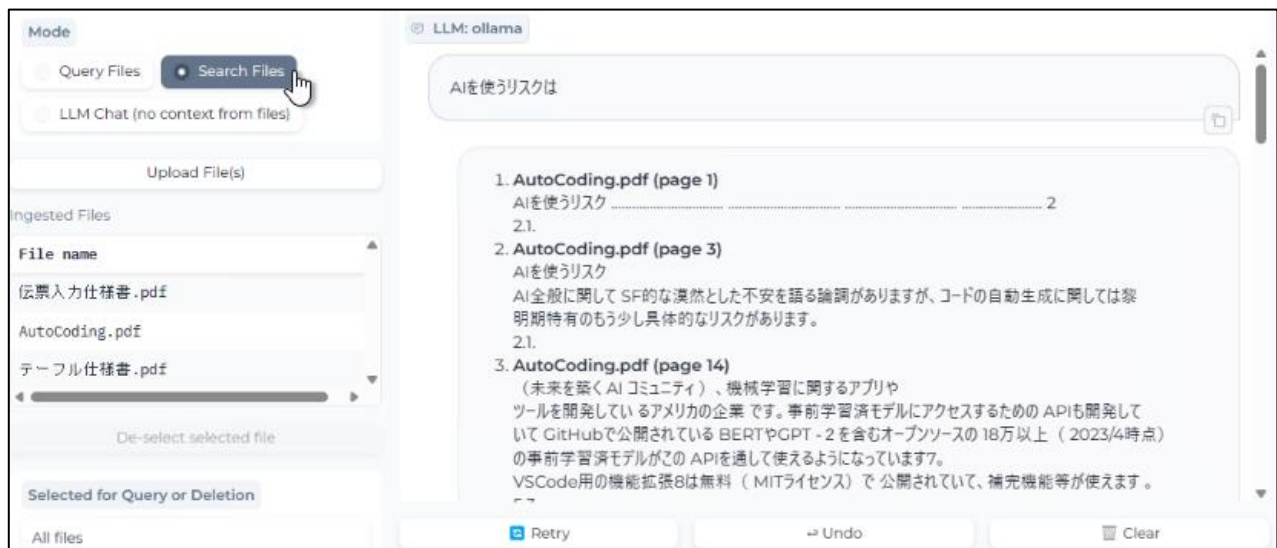 Mode
Query Files
Search Files
LLM Chat (no context from files)
Upload File(s)
Ingested Files
File name
伝票入力仕様書.pdf
AutoCoding.pdf
テーブル仕様書.pdf
De-select selected file
Selected for Query or Deletion
All files
LLM: ollama
AIを使うリスクは
1. AutoCoding.pdf (page 1)
AIを使うリスク ........................................ ........................................ ........................................ ............................. 2
2.1.
2. AutoCoding.pdf (page 3)
AIを使うリスク
AI全般に関して SF的な漠然とした不安を語る論調がありますが、コードの自動生成に関しては黎
明期特有のもう少し具体的なリスクがあります。
2.1.
3. AutoCoding.pdf (page 14)
（未来を築く AI コミュニティ）、機械学習に関するアプリや
ツールを開発してい るアメリカの企業 です。事前学習済モデルにアクセスするための APIも開発して
いて GitHubで公開されている BERTやGPT - 2 を含むオープンソースの 18万以上 （ 2023/4時点）
の事前学習済モデルがこの APIを通して使えるようになっています7。
VSCode用の機能拡張8は無料 （ MITライセンス）で 公開されていて、補完機能等が使えます 。
Retry
Undo
Clear